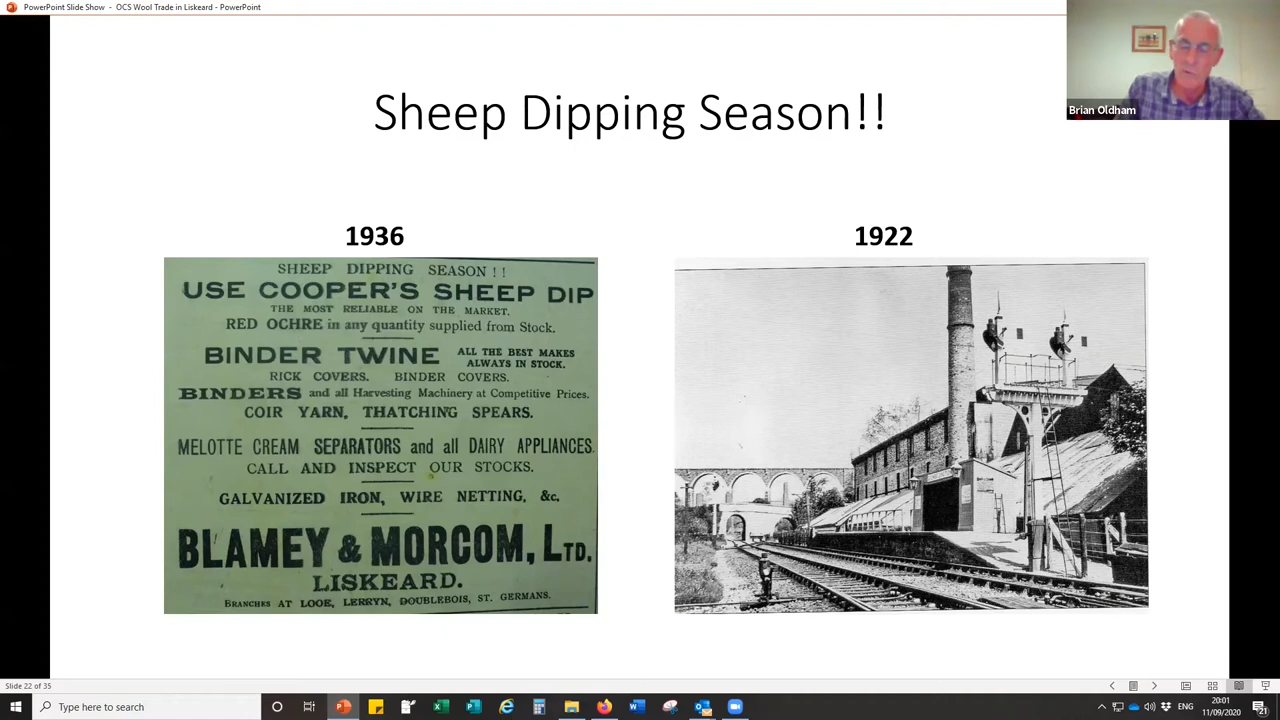 PowerPoint Slide Show - OCS Wool Trade in Liskeard - PowerPoint
Brian Oldham
Sheep Dipping Season!!
1936
1922
SHEEP DIPPING SEASON !!
USE COOPER'S SHEEP DIP
THE MOST RELIABLE ON THE MARKET.
RED OCHRE in any quantity supplied from Stock.
BINDER TWINE ALL THE BEST MAKES
ALWAYS IN STOCK.
RICK COVERS. BINDER COVERS.
BINDERS and all Harvesting Machinery at Competitive Prices.
COIR YARN, THATCHING SPEARS.
MELOTTE CREAM SEPARATORS and all DAIRY APPLIANCES.
CALL AND INSPECT OUR STOCKS.
GALVANIZED IRON, WIRE NETTING, &c.
BLAMEY & MORCOM, LTD.
LISKEARD.
BRANCHES AT LOOE, LERRYN, DOUBLEBOIS, ST. GERMANS.
Slide 22 of 35
Type here to search
ENG
20:01
11/09/2020
21